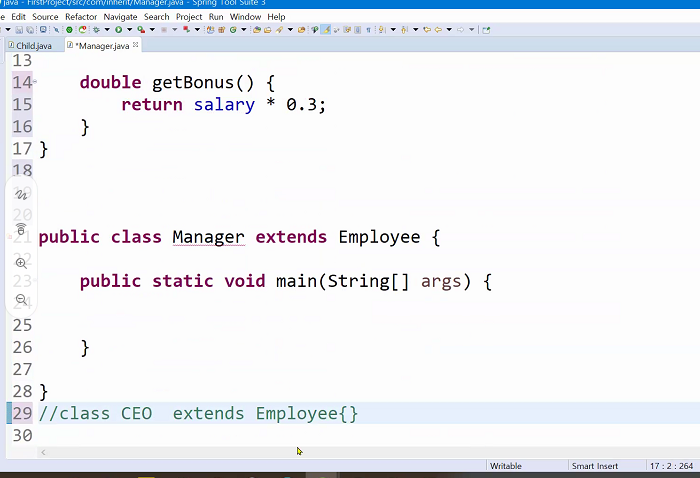 java - FirstProject/src/com/inherit/Manager.java - Spring Tool Suite 3
Edit Source Refactor Navigate Search Project Run Window Help
Child.java *Manager.java
13
14 double getBonus() {
15 return salary * 0.3;
16 }
17 }
18
19
20
21 public class Manager extends Employee {
22
23 public static void main(String[] args) {
24
25
26 }
27
28 }
29 //class CEO  extends Employee{}
30
Writable Smart Insert 17 : 2 : 264